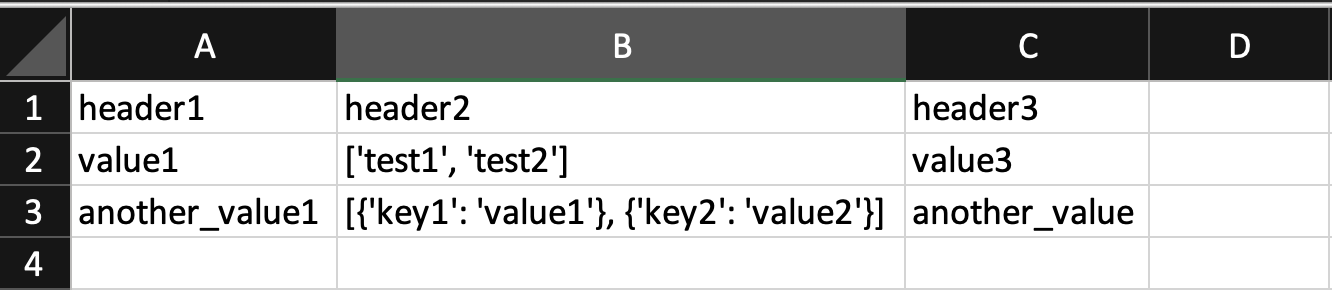 A B C D
1 header1 header2 header3
2 value1 ['test1', 'test2'] value3
3 another_value1 [{'key1': 'value1'}, {'key2': 'value2'}] another_value
4